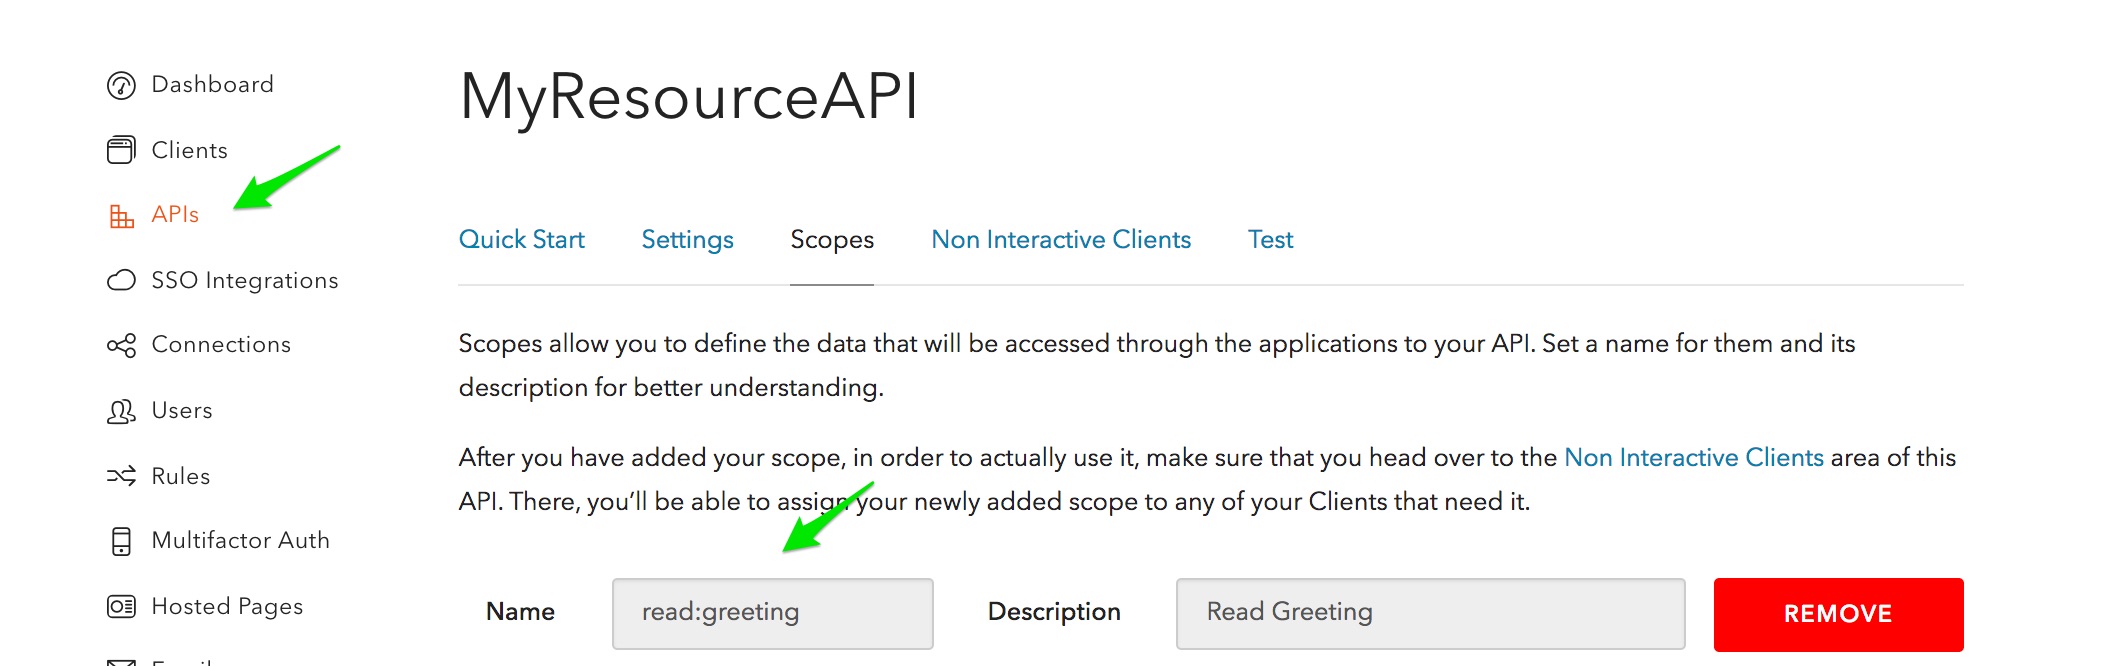 Dashboard
Clients
APIs
SSO Integrations
Connections
Users
Rules
Multifactor Auth
Hosted Pages
MyResourceAPI
Quick Start Settings Scopes Non Interactive Clients Test
Scopes allow you to define the data that will be accessed through the applications to your API. Set a name for them and its
description for better understanding.
After you have added your scope, in order to actually use it, make sure that you head over to the Non Interactive Clients area of this
API. There, you'll be able to assign your newly added scope to any of your Clients that need it.
Name read:greeting Description Read Greeting REMOVE